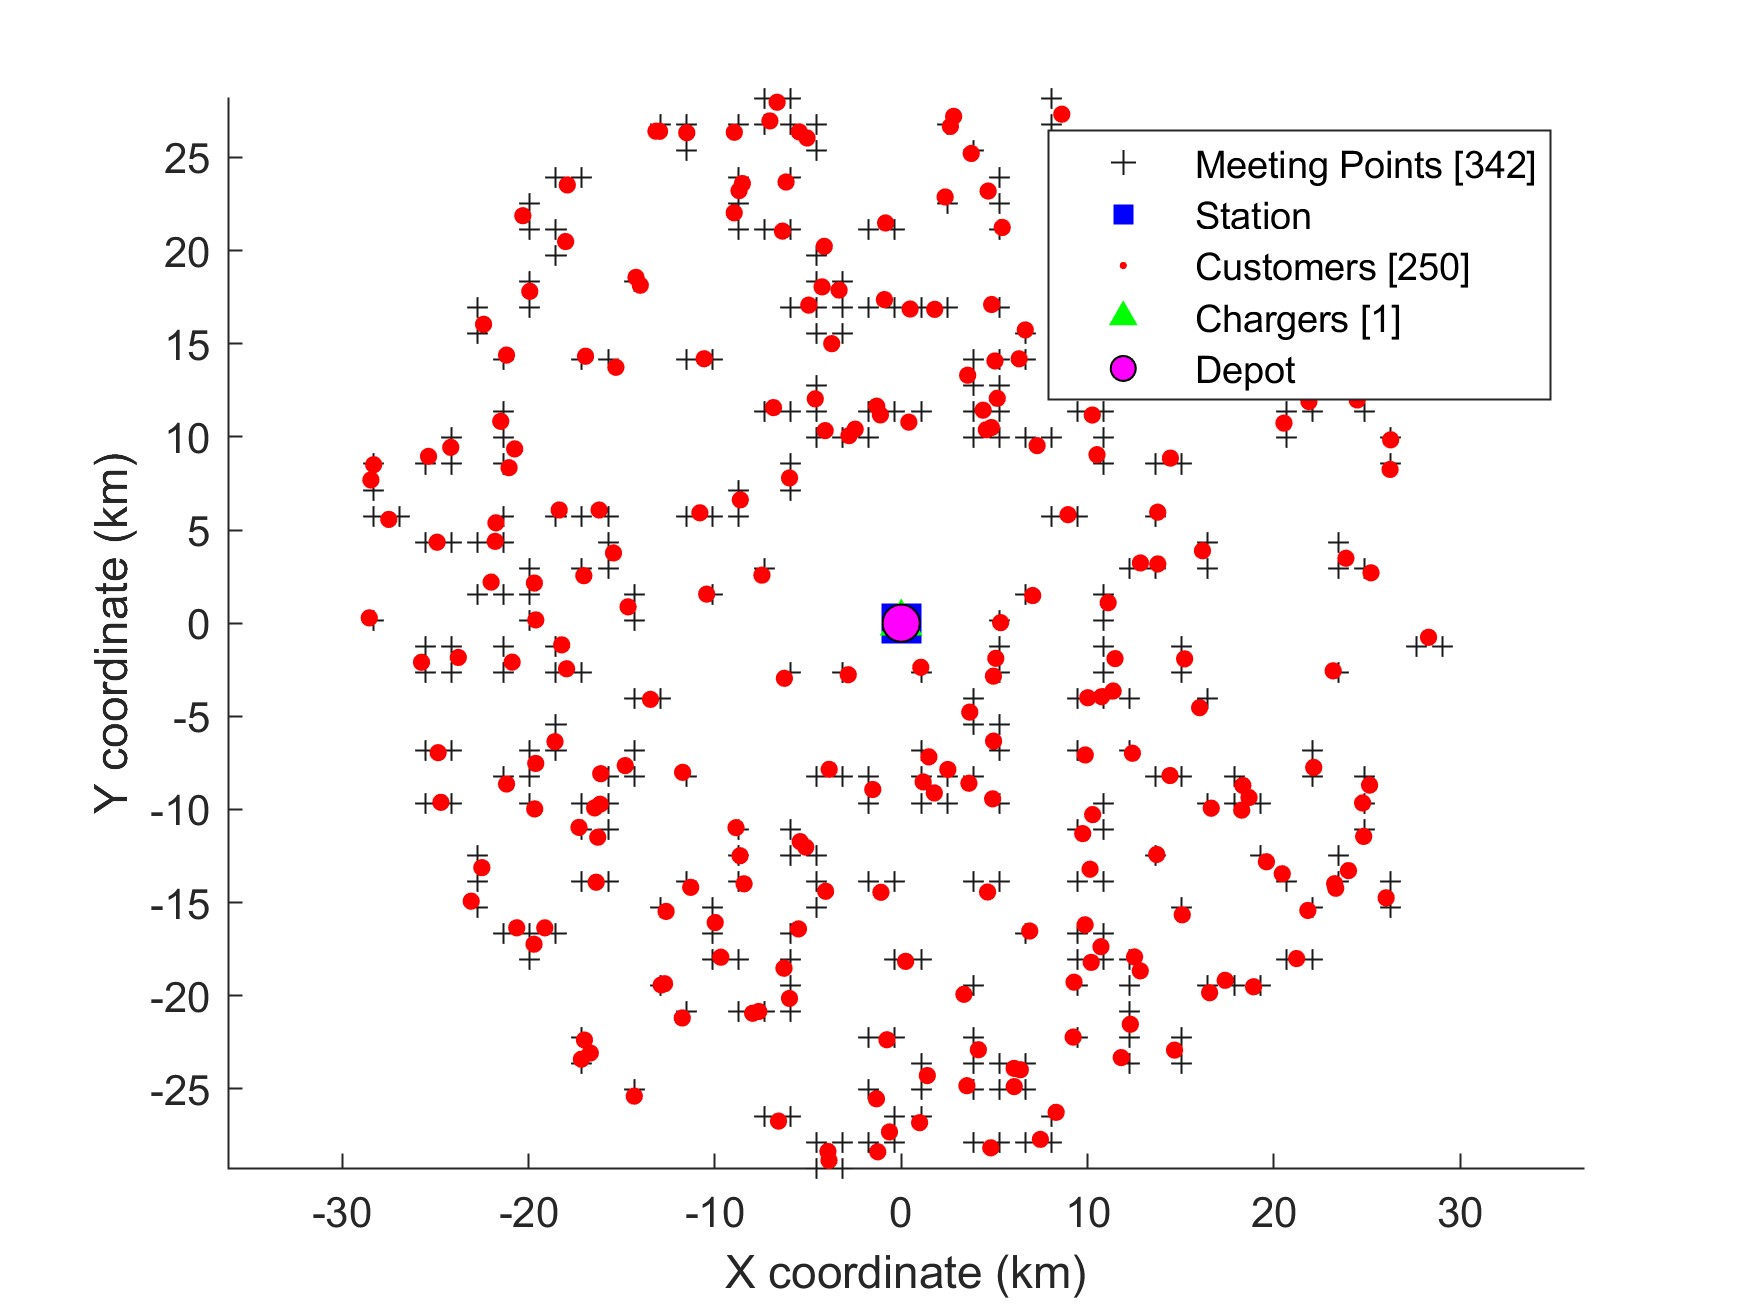 Meeting Points [342]
Station
Customers [250]
Chargers [1]
Depot
25
20
15
10
5
0
-5
-10
-15
-20
-25
Y coordinate (km)
-30 -20 -10 0 10 20 30
X coordinate (km)